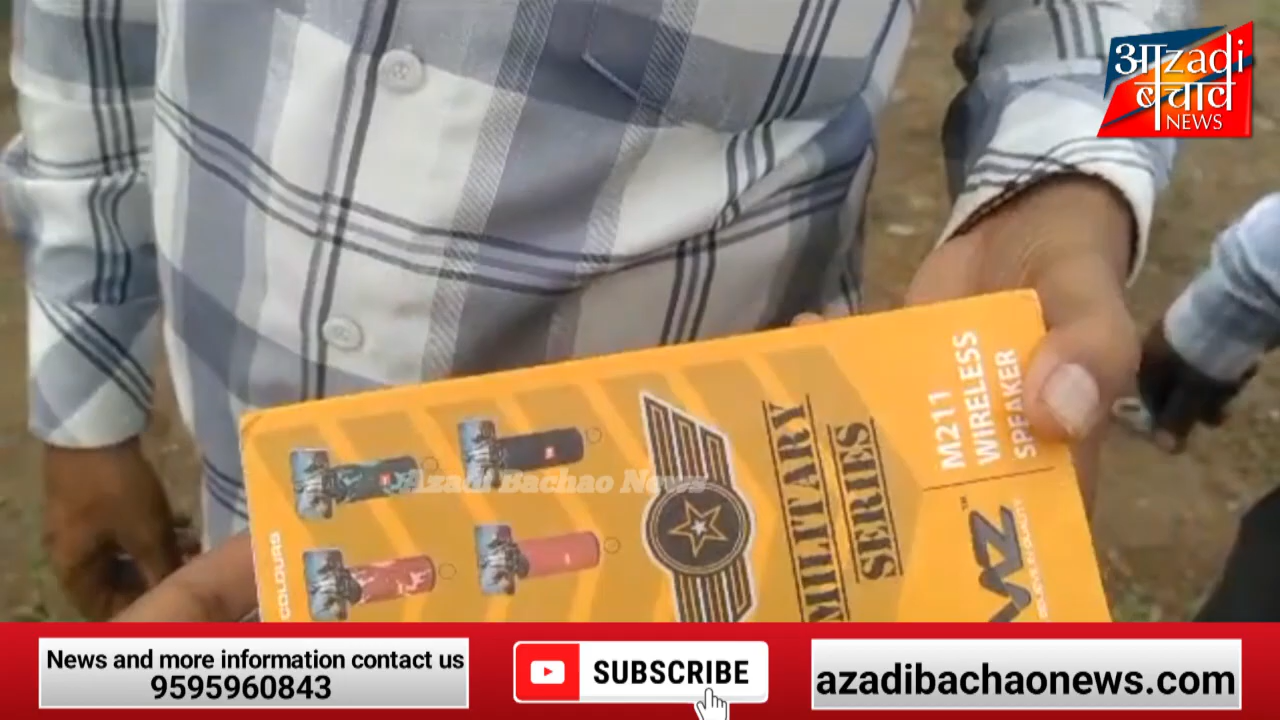 आzadi
बचाव
NEWS
M211
WIRELESS
SPEAKER
MILITARY
SERIES
COLOURS
Azadi Bachao News
News and more information contact us
9595960843
SUBSCRIBE
azadibachaonews.com